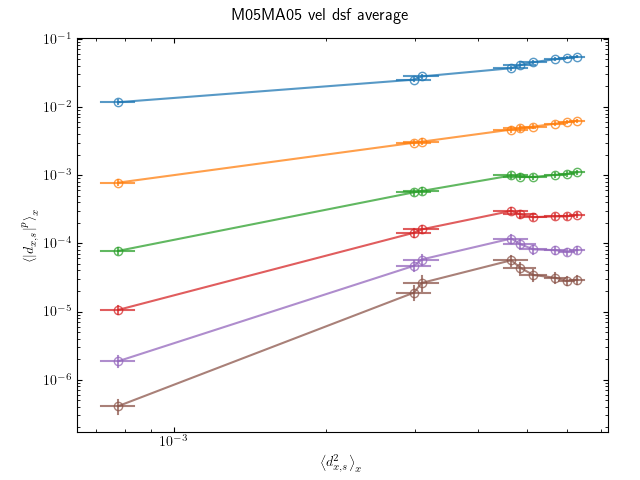 M05MA05 vel dsf average
10⁻¹
10⁻²
10⁻³
10⁻⁴
10⁻⁵
10⁻⁶
⟨|d_{x,s}|^p⟩_x
10⁻³
⟨d²_{x,s}⟩_x